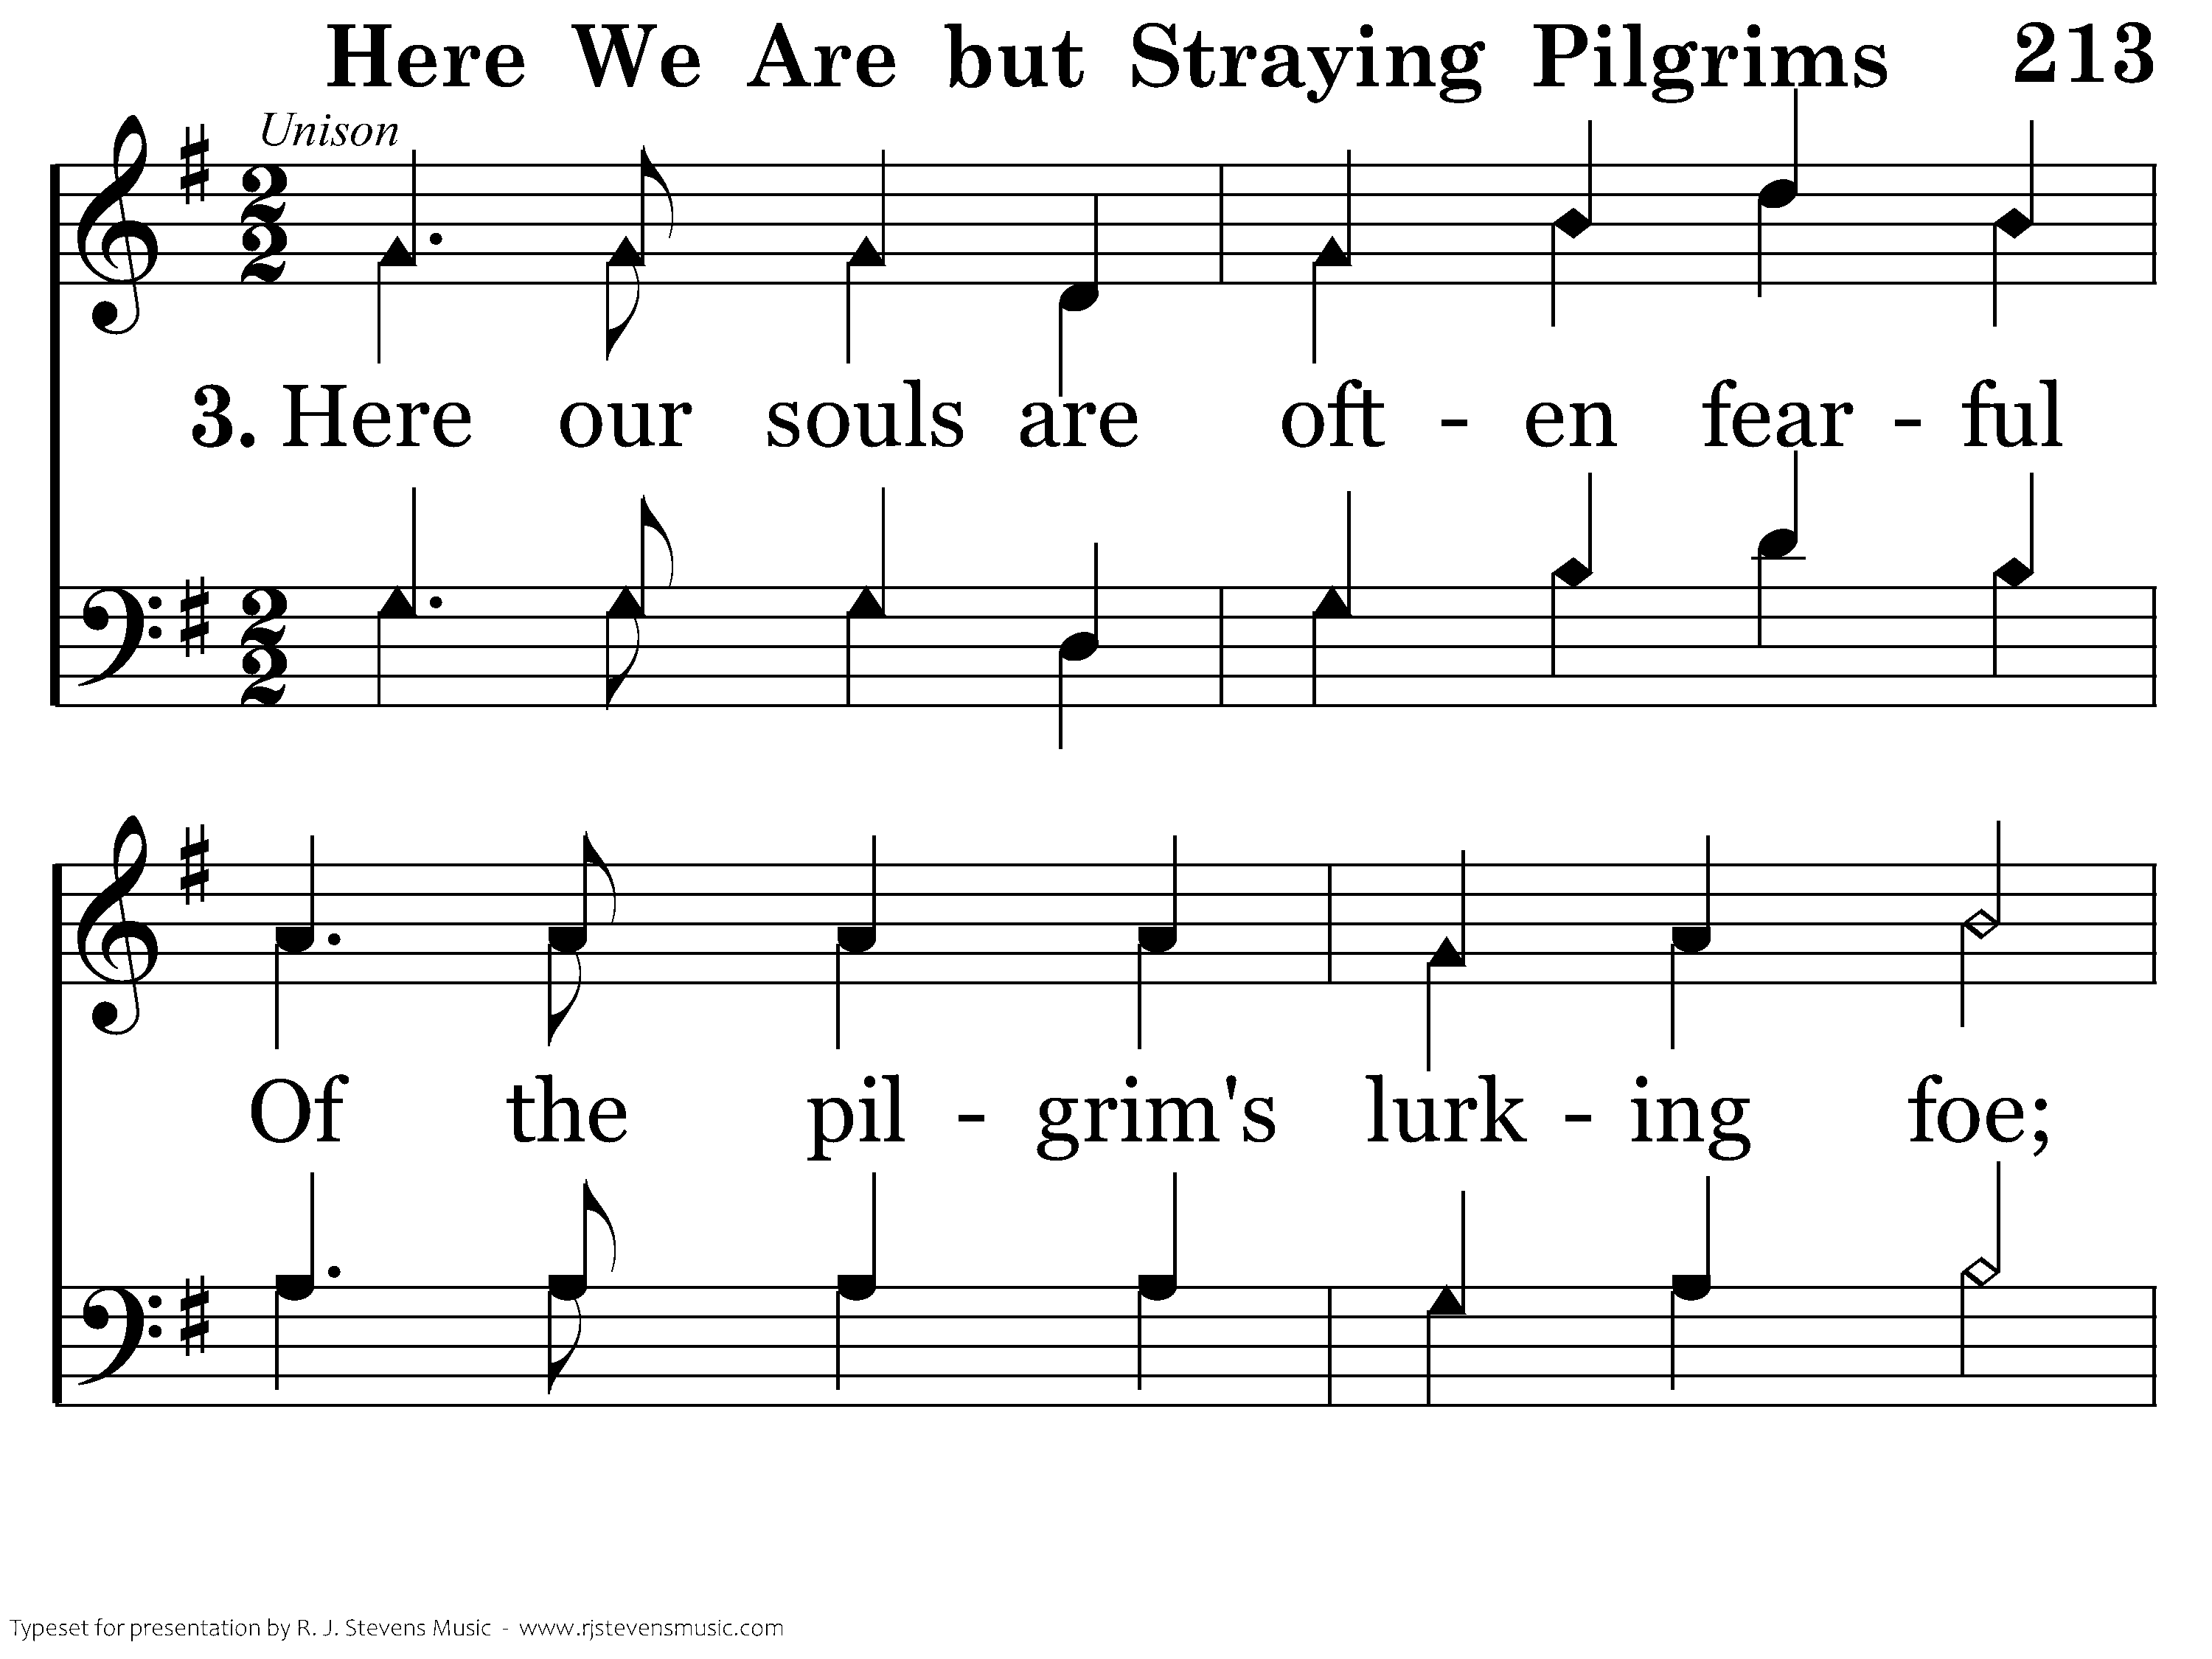 Here We Are but Straying Pilgrims 213
Unison
3. Here our souls are oft - en fear - ful
Of the pil - grim's lurk - ing foe;
Typeset for presentation by R. J. Stevens Music - www.rjstevensmusic.com